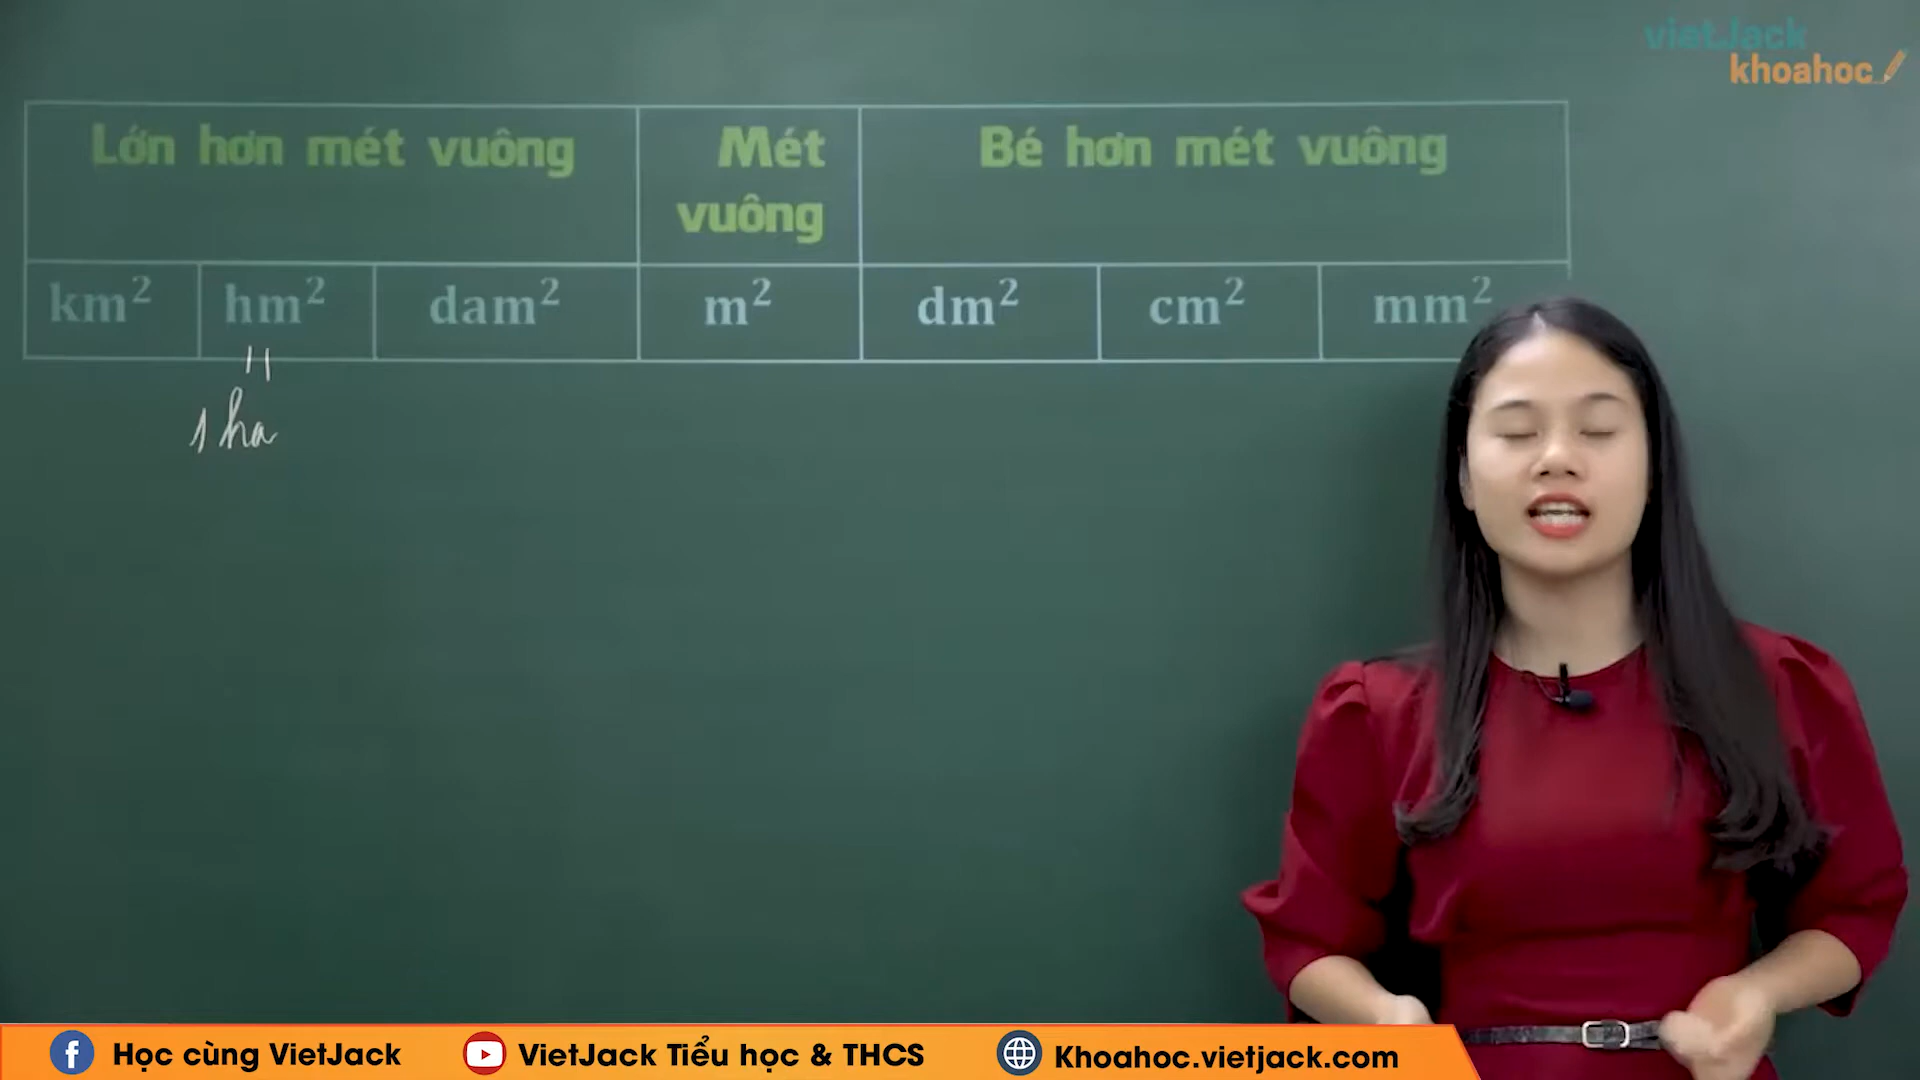 vietJack
khoahoc
Lớn hơn mét vuông
Mét
vuông
Bé hơn mét vuông
km² hm² dam² m² dm² cm² mm²
"
1 ha
Học cùng VietJack
VietJack Tiểu học & THCS
Khoahoc.vietjack.com